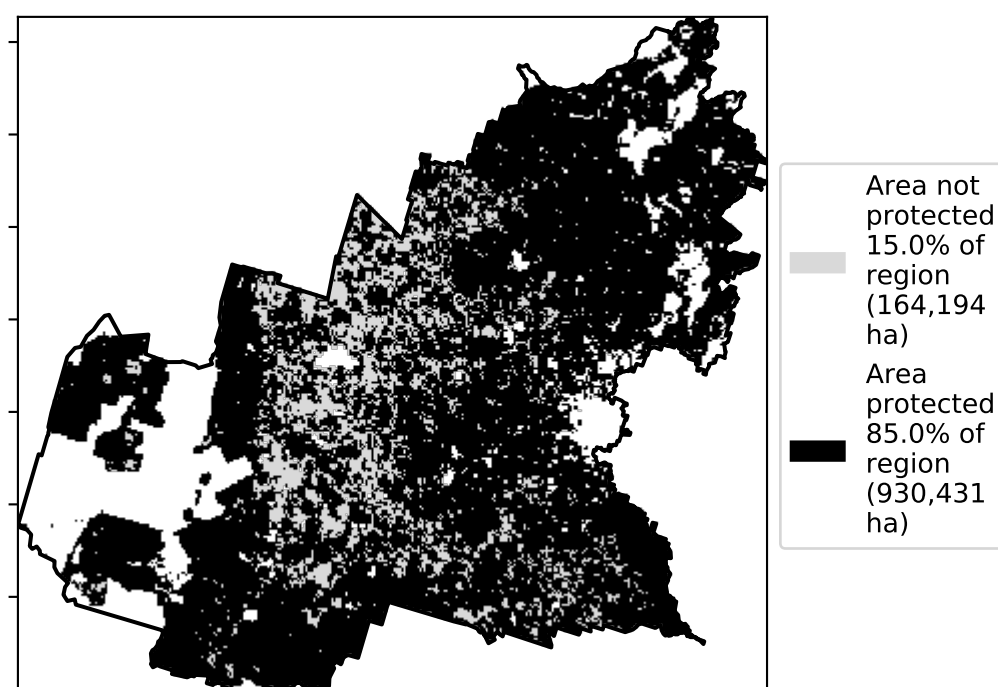 Area not
protected
15.0% of
region
(164,194
ha)
Area
protected
85.0% of
region
(930,431
ha)